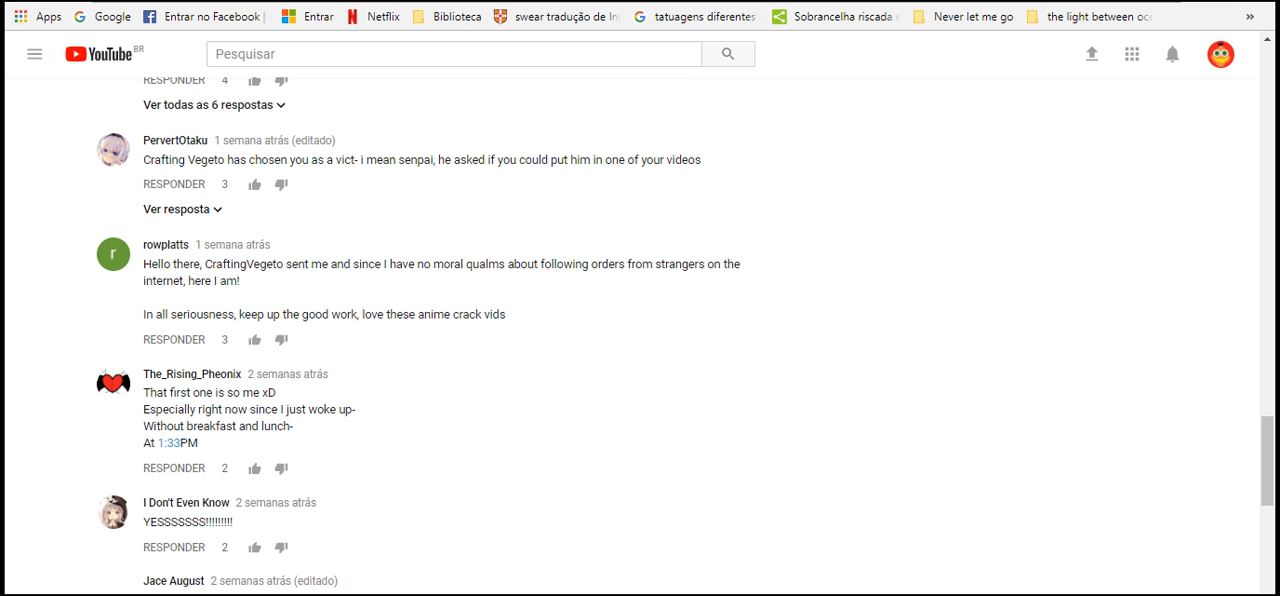 Apps Google Entrar no Facebook Entrar Netflix Biblioteca swear tradução de In tatuagens diferentes Sobrancelha riscada Never let me go the light between oce »
YouTube BR Pesquisar
RESPONDER 4
Ver todas as 6 respostas
PervertOtaku 1 semana atrás (editado)
Crafting Vegeto has chosen you as a vict- i mean senpai, he asked if you could put him in one of your videos
RESPONDER 3
Ver resposta
r
rowplatts 1 semana atrás
Hello there, CraftingVegeto sent me and since I have no moral qualms about following orders from strangers on the
internet, here I am!
In all seriousness, keep up the good work, love these anime crack vids
RESPONDER 3
The_Rising_Pheonix 2 semanas atrás
That first one is so me xD
Especially right now since I just woke up-
Without breakfast and lunch-
At 1:33PM
RESPONDER 2
I Don't Even Know 2 semanas atrás
YESSSSSSS!!!!!!!!!
RESPONDER 2
Jace August 2 semanas atrás (editado)